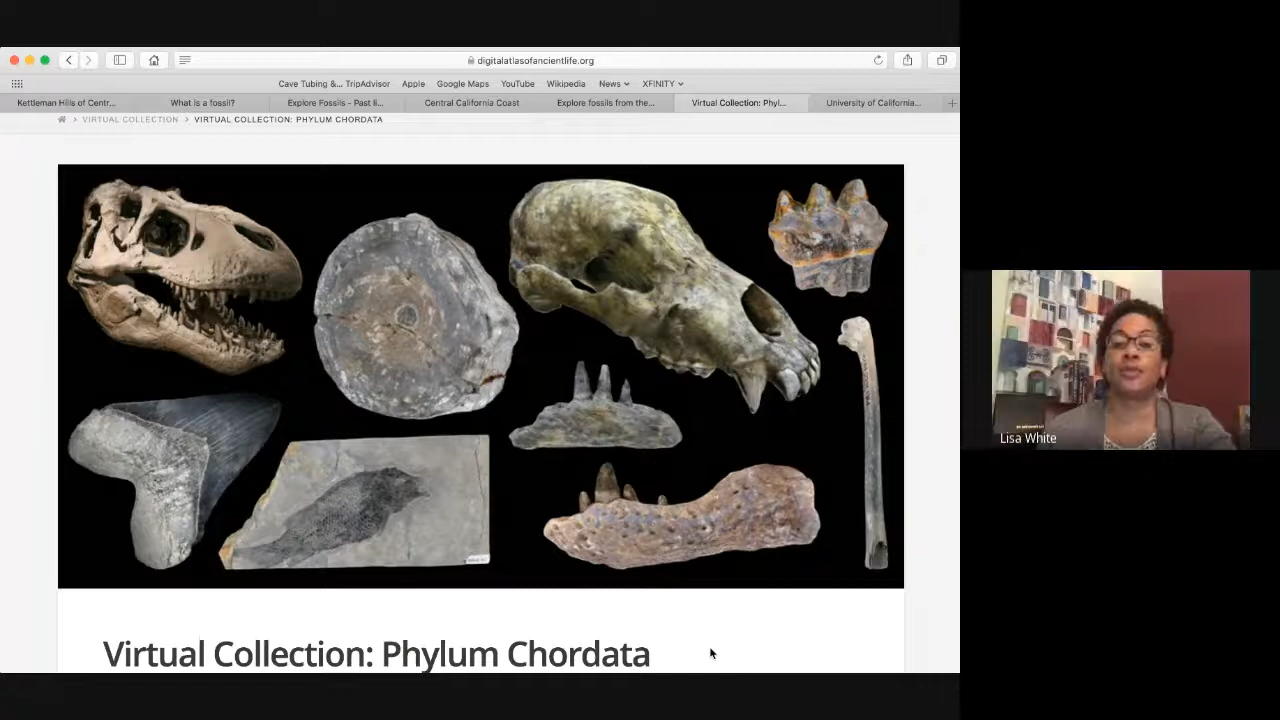 digitalatlasofancientlife.org
Cave Tubing &... TripAdvisor Apple Google Maps YouTube Wikipedia News XFINITY
Kettleman Hills of Centr... What is a fossil? Explore Fossils – Past li... Central California Coast Explore fossils from the... Virtual Collection: Phyl... University of California...
> VIRTUAL COLLECTION > VIRTUAL COLLECTION: PHYLUM CHORDATA
Lisa White
Virtual Collection: Phylum Chordata